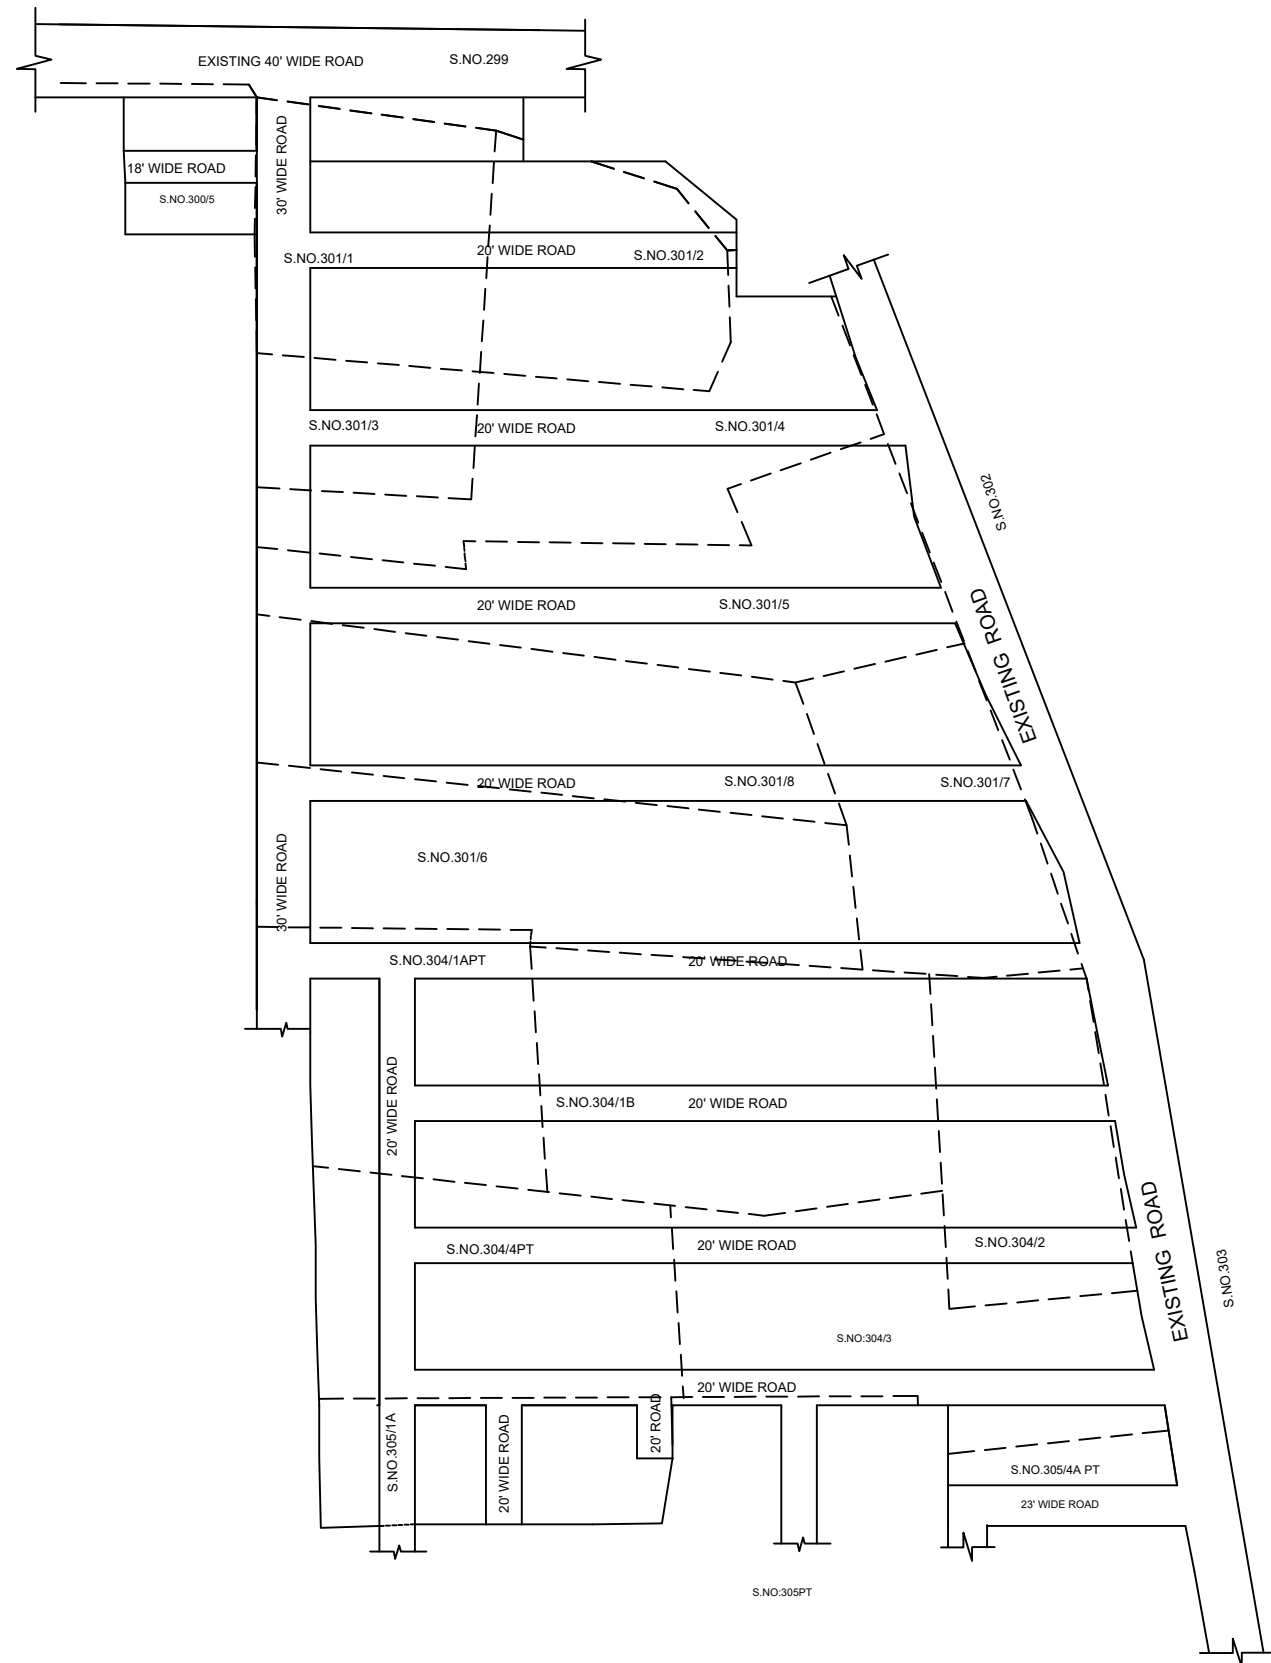 EXISTING 40' WIDE ROAD
S.NO.299
30' WIDE ROAD
18' WIDE ROAD
S.NO.300/5
S.NO.301/1
20' WIDE ROAD
S.NO.301/2
S.NO.301/3
20' WIDE ROAD
S.NO.301/4
S.NO.302
20' WIDE ROAD
S.NO.301/5
EXISTING ROAD
20' WIDE ROAD
S.NO.301/8
S.NO.301/7
30' WIDE ROAD
S.NO.301/6
S.NO.304/1APT
20' WIDE ROAD
20' WIDE ROAD
S.NO.304/1B
20' WIDE ROAD
EXISTING ROAD
S.NO.304/4PT
20' WIDE ROAD
S.NO.304/2
S.NO.303
S.NO:304/3
20' WIDE ROAD
S.NO.305/1A
20' WIDE ROAD
20' ROAD
S.NO.305/4A PT
23' WIDE ROAD
S.NO:305PT